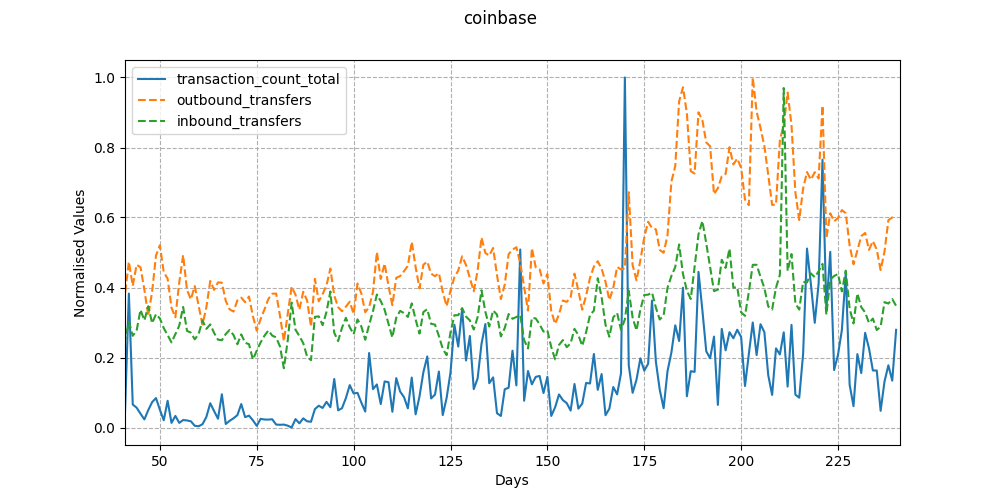 coinbase
transaction_count_total
outbound_transfers
inbound_transfers
Normalised Values
1.0
0.8
0.6
0.4
0.2
0.0
50 75 100 125 150 175 200 225
Days